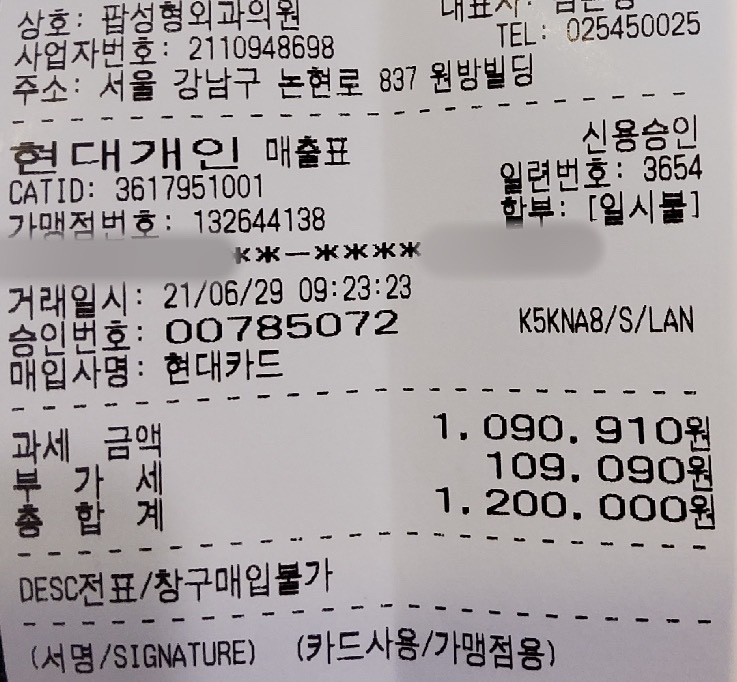 상호: 팝성형외과의원
사업자번호: 2110948698
TEL: 025450025
주소: 서울 강남구 논현로 837 원방빌딩
현대개인 매출표
신용승인
CATID: 3617951001
일련번호: 3654
가맹점번호: 132644138
할부: [일시불]
**-****
거래일시: 21/06/29 09:23:23
승인번호: 00785072
K5KNA8/S/LAN
매입사명: 현대카드
과세 금액 1,090,910원
부 가 세 109,090원
총 합 계 1,200,000원
DESC전표/창구매입불가
(서명/SIGNATURE) (카드사용/가맹점용)